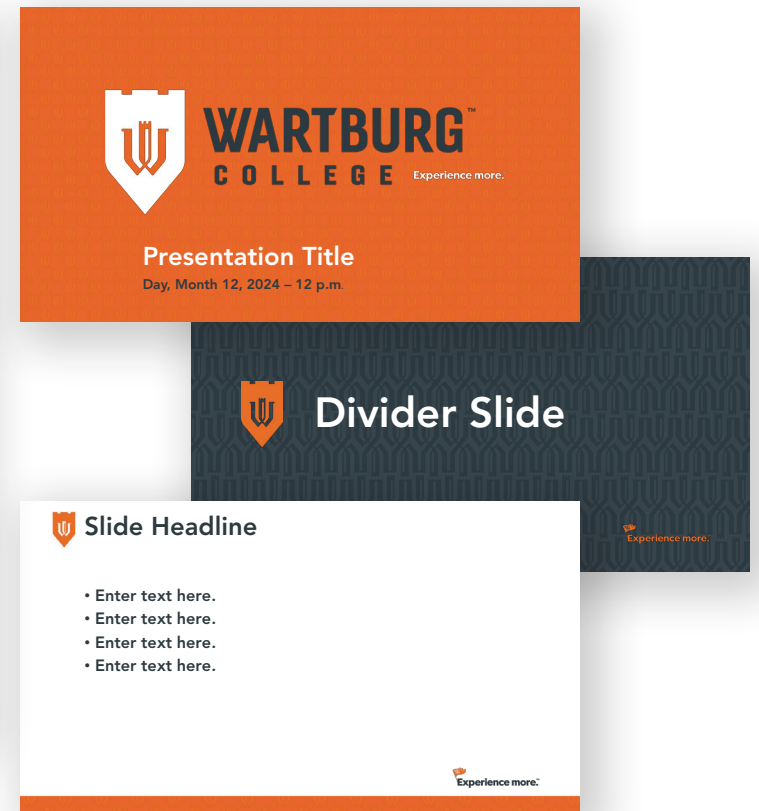 WARTBURG™
COLLEGE Experience more.
Presentation Title
Day, Month 12, 2024 – 12 p.m.
Divider Slide
Experience more.™
Slide Headline
• Enter text here.
• Enter text here.
• Enter text here.
• Enter text here.
Experience more.™